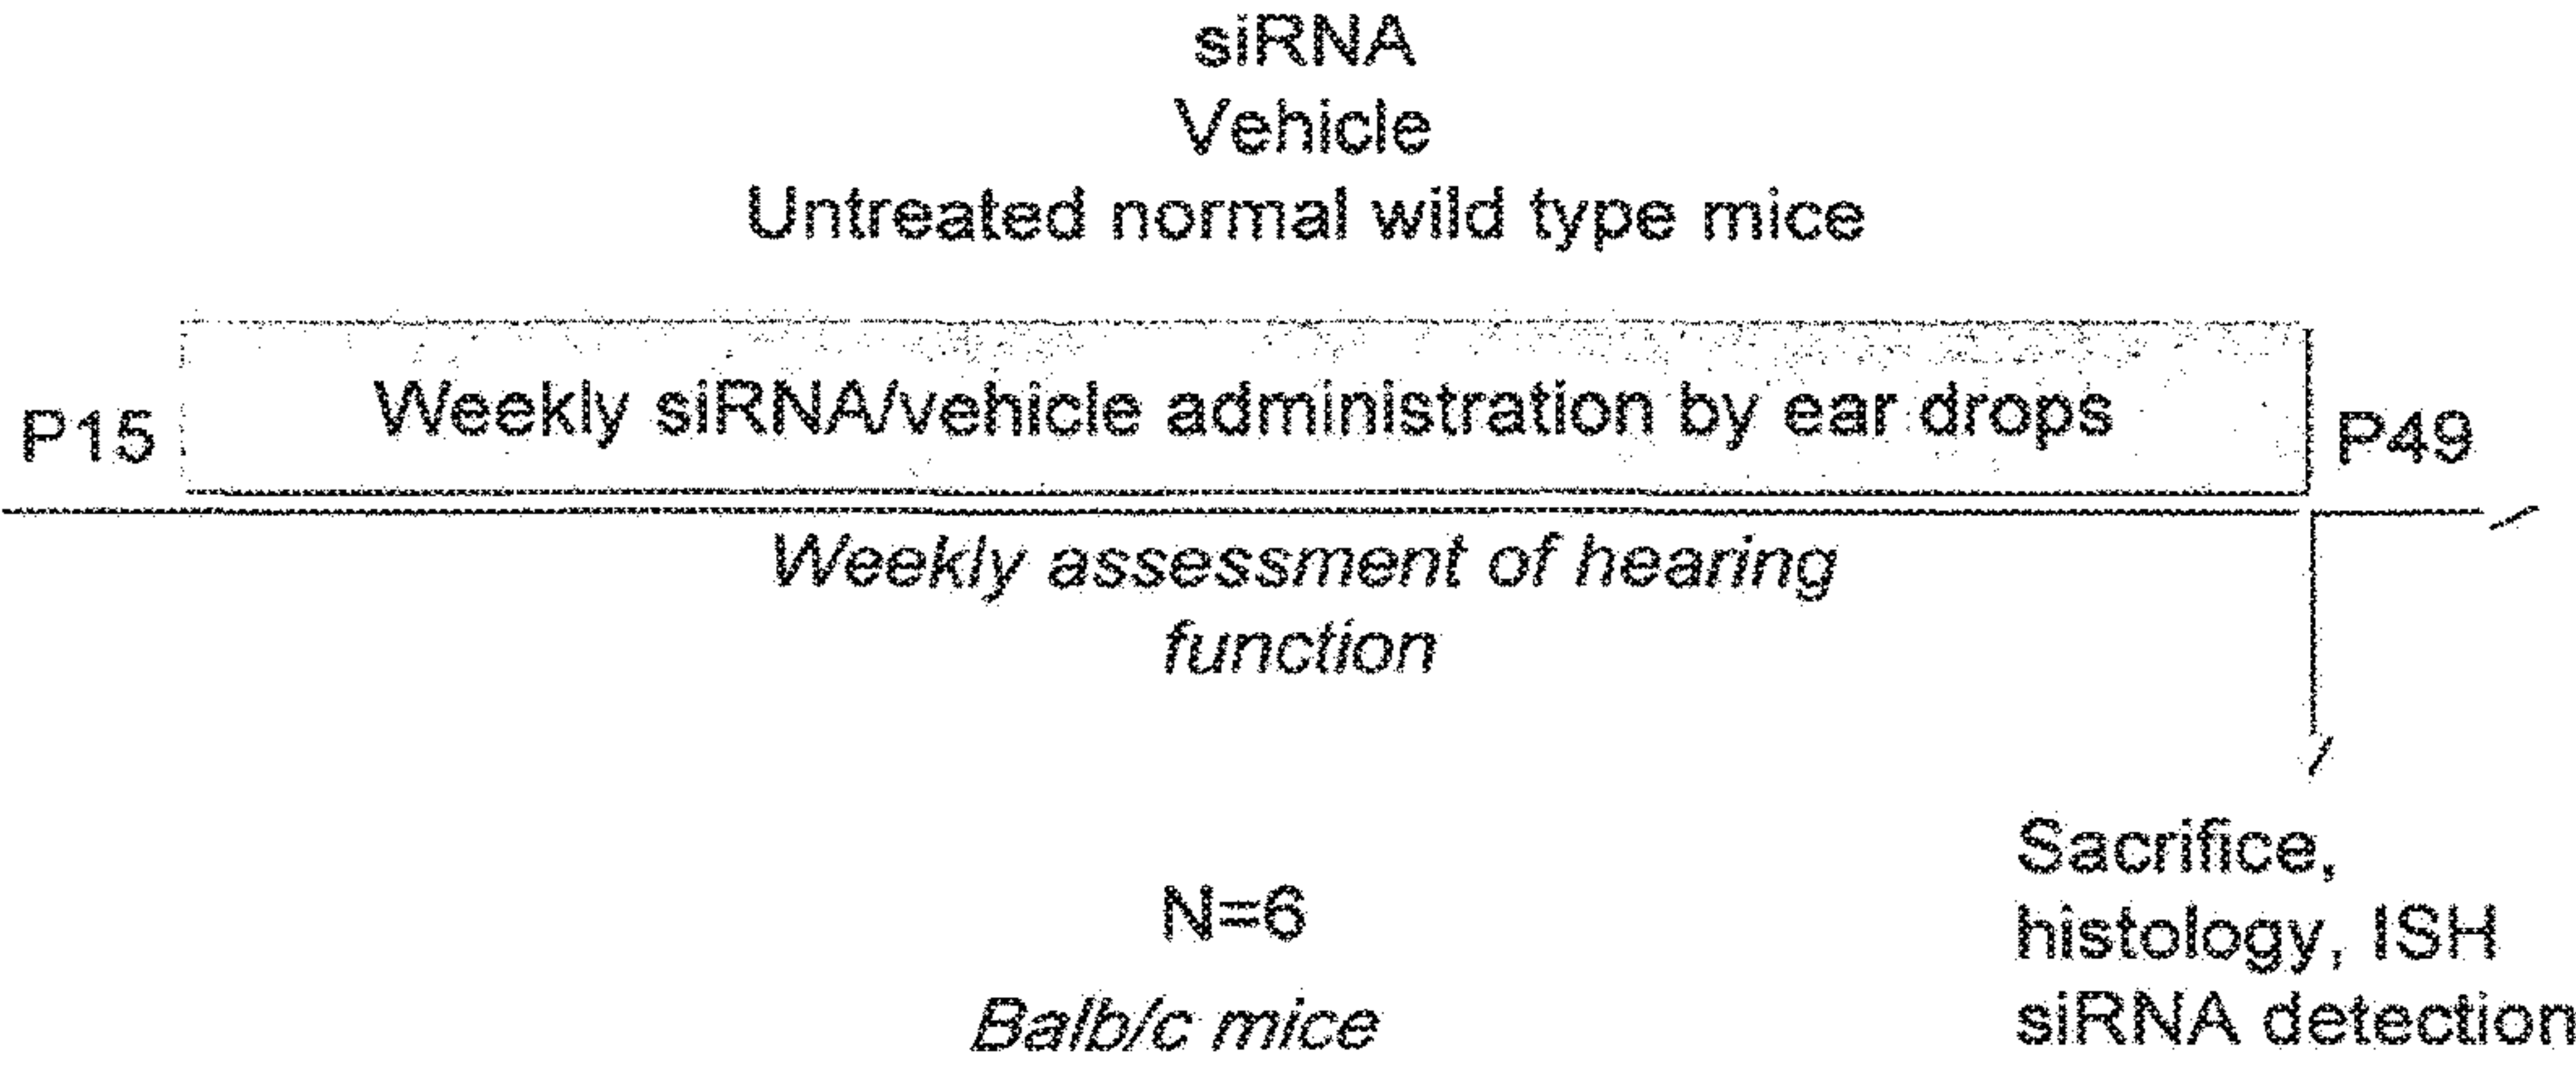 siRNA
Vehicle
Untreated normal wild type mice
Weekly siRNA/vehicle administration by ear drops
P15
P49
Weekly assessment of hearing
function
Sacrifice,
histology, ISH
siRNA detection
N=6
Balb/c mice